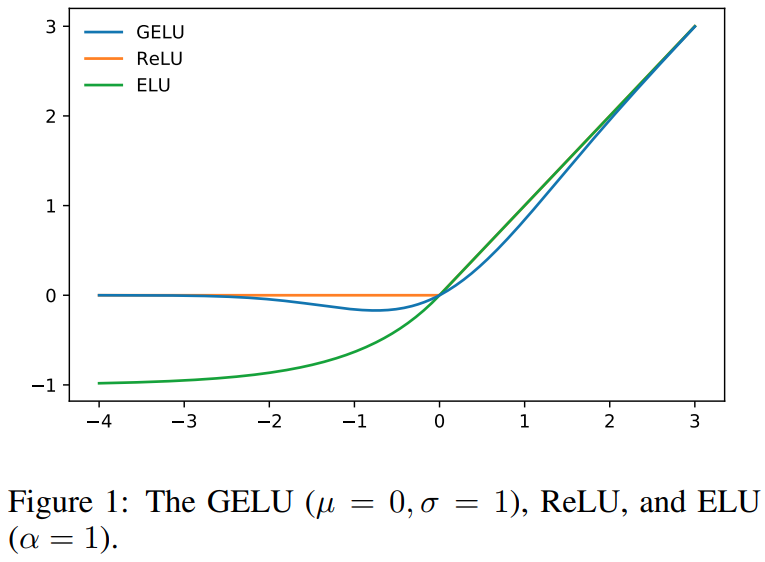 3
2
1
0
−1
GELU
ReLU
ELU
−4 −3 −2 −1 0 1 2 3
Figure 1: The GELU (μ = 0, σ = 1), ReLU, and ELU
(α = 1).